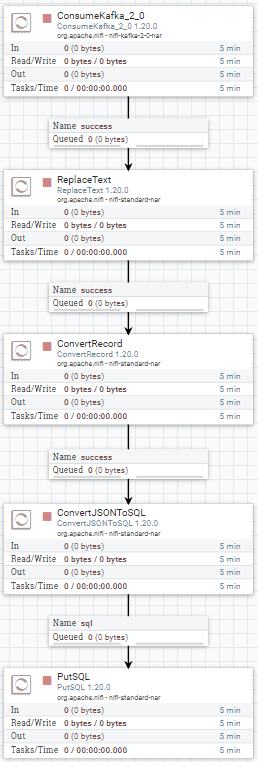 ConsumeKafka_2_0
ConsumeKafka_2_0 1.20.0
org.apache.nifi - nifi-kafka-2-0-nar
In 0 (0 bytes) 5 min
Read/Write 0 bytes / 0 bytes 5 min
Out 0 (0 bytes) 5 min
Tasks/Time 0 / 00:00:00.000 5 min
Name success
Queued 0 (0 bytes)
ReplaceText
ReplaceText 1.20.0
org.apache.nifi - nifi-standard-nar
In 0 (0 bytes) 5 min
Read/Write 0 bytes / 0 bytes 5 min
Out 0 (0 bytes) 5 min
Tasks/Time 0 / 00:00:00.000 5 min
Name success
Queued 0 (0 bytes)
ConvertRecord
ConvertRecord 1.20.0
org.apache.nifi - nifi-standard-nar
In 0 (0 bytes) 5 min
Read/Write 0 bytes / 0 bytes 5 min
Out 0 (0 bytes) 5 min
Tasks/Time 0 / 00:00:00.000 5 min
Name success
Queued 0 (0 bytes)
ConvertJSONToSQL
ConvertJSONToSQL 1.20.0
org.apache.nifi - nifi-standard-nar
In 0 (0 bytes) 5 min
Read/Write 0 bytes / 0 bytes 5 min
Out 0 (0 bytes) 5 min
Tasks/Time 0 / 00:00:00.000 5 min
Name sql
Queued 0 (0 bytes)
PutSQL
PutSQL 1.20.0
org.apache.nifi - nifi-standard-nar
In 0 (0 bytes) 5 min
Read/Write 0 bytes / 0 bytes 5 min
Out 0 (0 bytes) 5 min
Tasks/Time 0 / 00:00:00.000 5 min